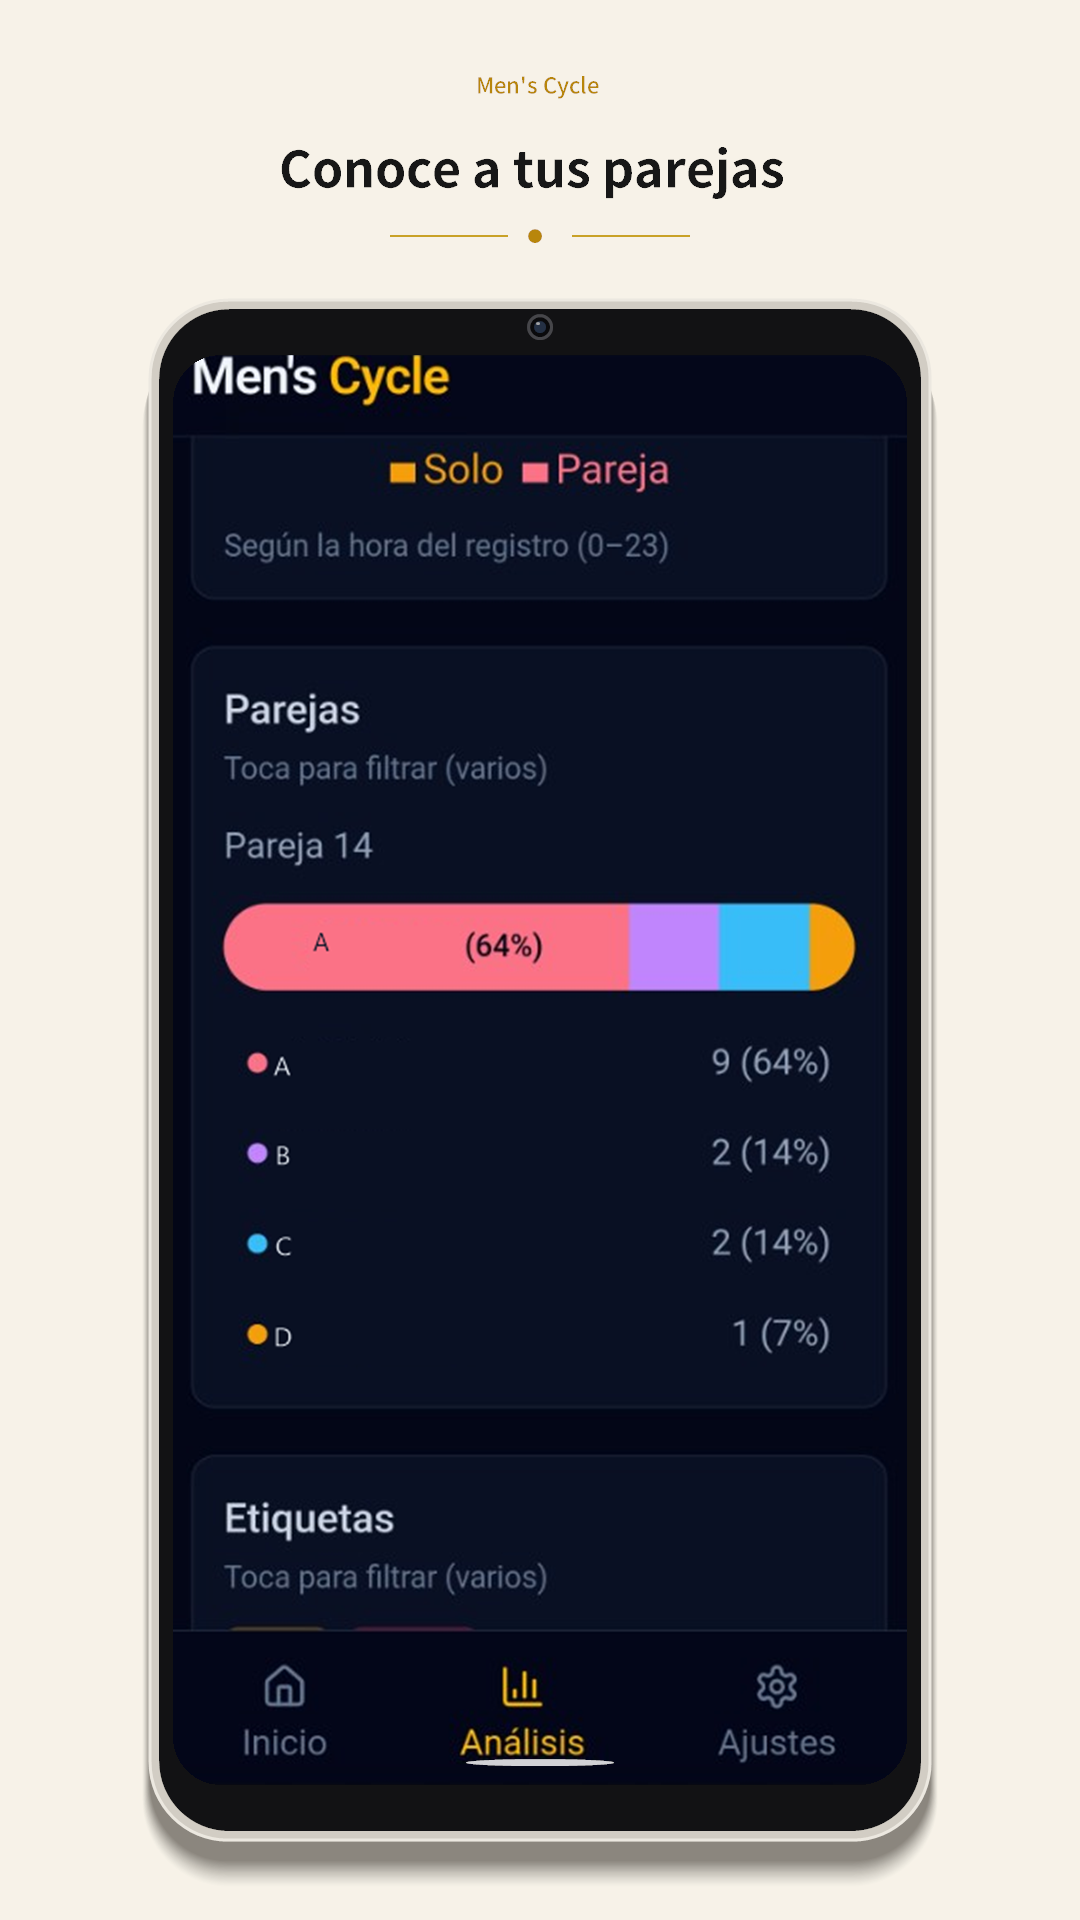 Men's Cycle
Conoce a tus parejas
Men's Cycle
Solo Pareja
Según la hora del registro (0–23)
Parejas
Toca para filtrar (varios)
Pareja 14
A (64%)
A 9 (64%)
B 2 (14%)
C 2 (14%)
D 1 (7%)
Etiquetas
Toca para filtrar (varios)
Inicio Análisis Ajustes